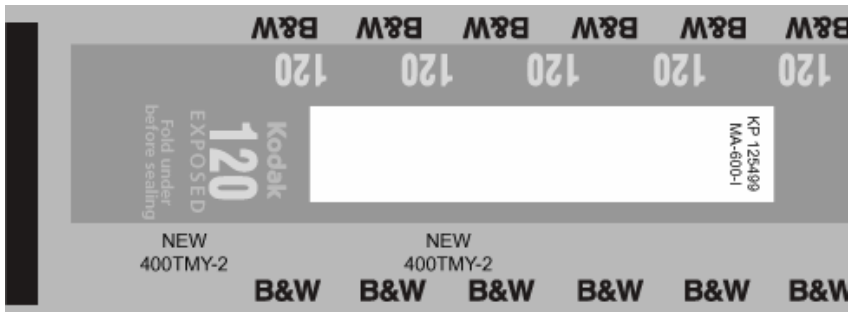 B&W B&W B&W B&W B&W B&W
120 120 120 120 120
Kodak
120
EXPOSED
Fold under
before sealing
KP 125499
MA-600-I
NEW NEW
400TMY-2 400TMY-2
B&W B&W B&W B&W B&W B&W